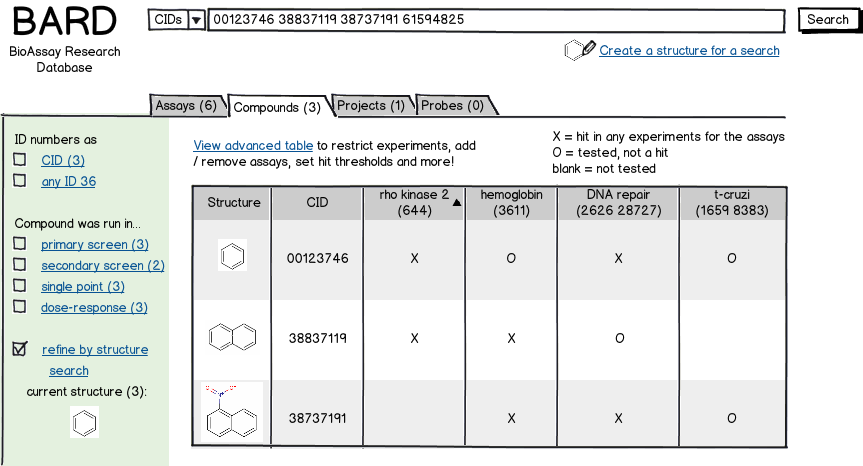 BARD
BioAssay Research
Database
CIDs
00123746 38837119 38737191 61594825
Search
Create a structure for a search
Assays (6)
Compounds (3)
Projects (1)
Probes (0)
ID numbers as
CID (3)
any ID 36
Compound was run in...
primary screen (3)
secondary screen (2)
single point (3)
dose-response (3)
refine by structure
search
current structure (3):
View advanced table to restrict experiments, add
/ remove assays, set hit thresholds and more!
X = hit in any experiments for the assays
O = tested, not a hit
blank = not tested
Structure CID rho kinase 2 (644) hemoglobin (3611) DNA repair (2626 28727) t-cruzi (1659 8383)
00123746 X O X O
38837119 X X O
38737191 X X O